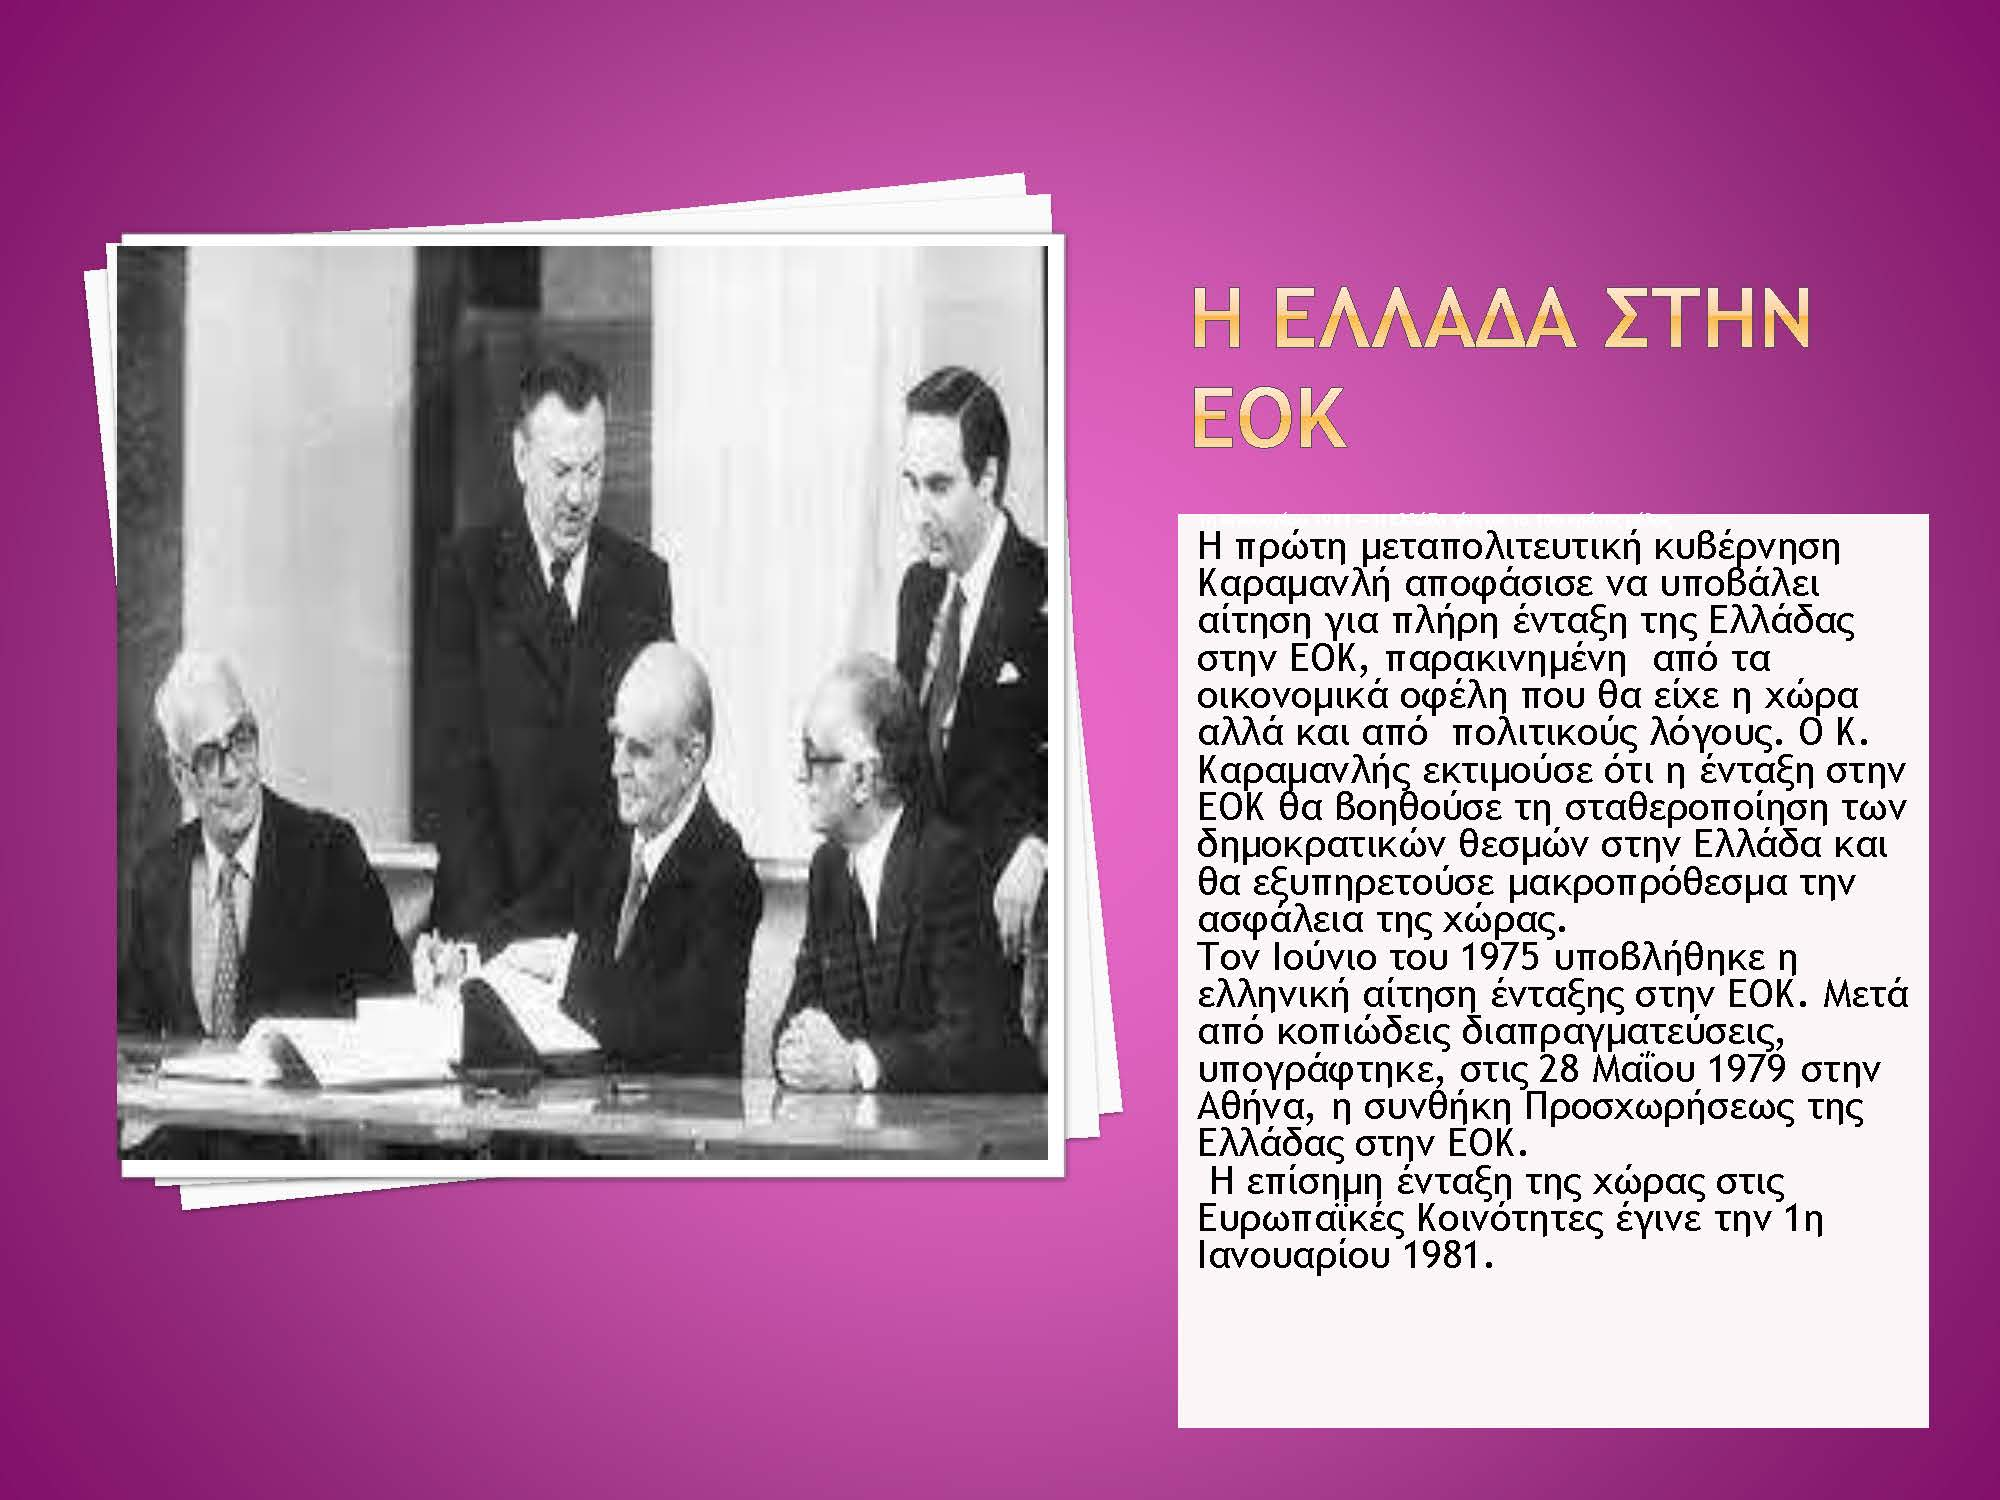 Η ΕΛΛΑΔΑ ΣΤΗΝ
ΕΟΚ
Η πρώτη μεταπολιτευτική κυβέρνηση
Καραμανλή αποφάσισε να υποβάλει
αίτηση για πλήρη ένταξη της Ελλάδας
στην ΕΟΚ, παρακινημένη  από τα
οικονομικά οφέλη που θα είχε η χώρα
αλλά και από  πολιτικούς λόγους. Ο Κ.
Καραμανλής εκτιμούσε ότι η ένταξη στην
ΕΟΚ θα βοηθούσε τη σταθεροποίηση των
δημοκρατικών θεσμών στην Ελλάδα και
θα εξυπηρετούσε μακροπρόθεσμα την
ασφάλεια της χώρας.
Τον Ιούνιο του 1975 υποβλήθηκε η
ελληνική αίτηση ένταξης στην ΕΟΚ. Μετά
από κοπιώδεις διαπραγματεύσεις,
υπογράφτηκε, στις 28 Μαΐου 1979 στην
Αθήνα, η συνθήκη Προσχωρήσεως της
Ελλάδας στην ΕΟΚ.
Η επίσημη ένταξη της χώρας στις
Ευρωπαϊκές Κοινότητες έγινε την 1η
Ιανουαρίου 1981.